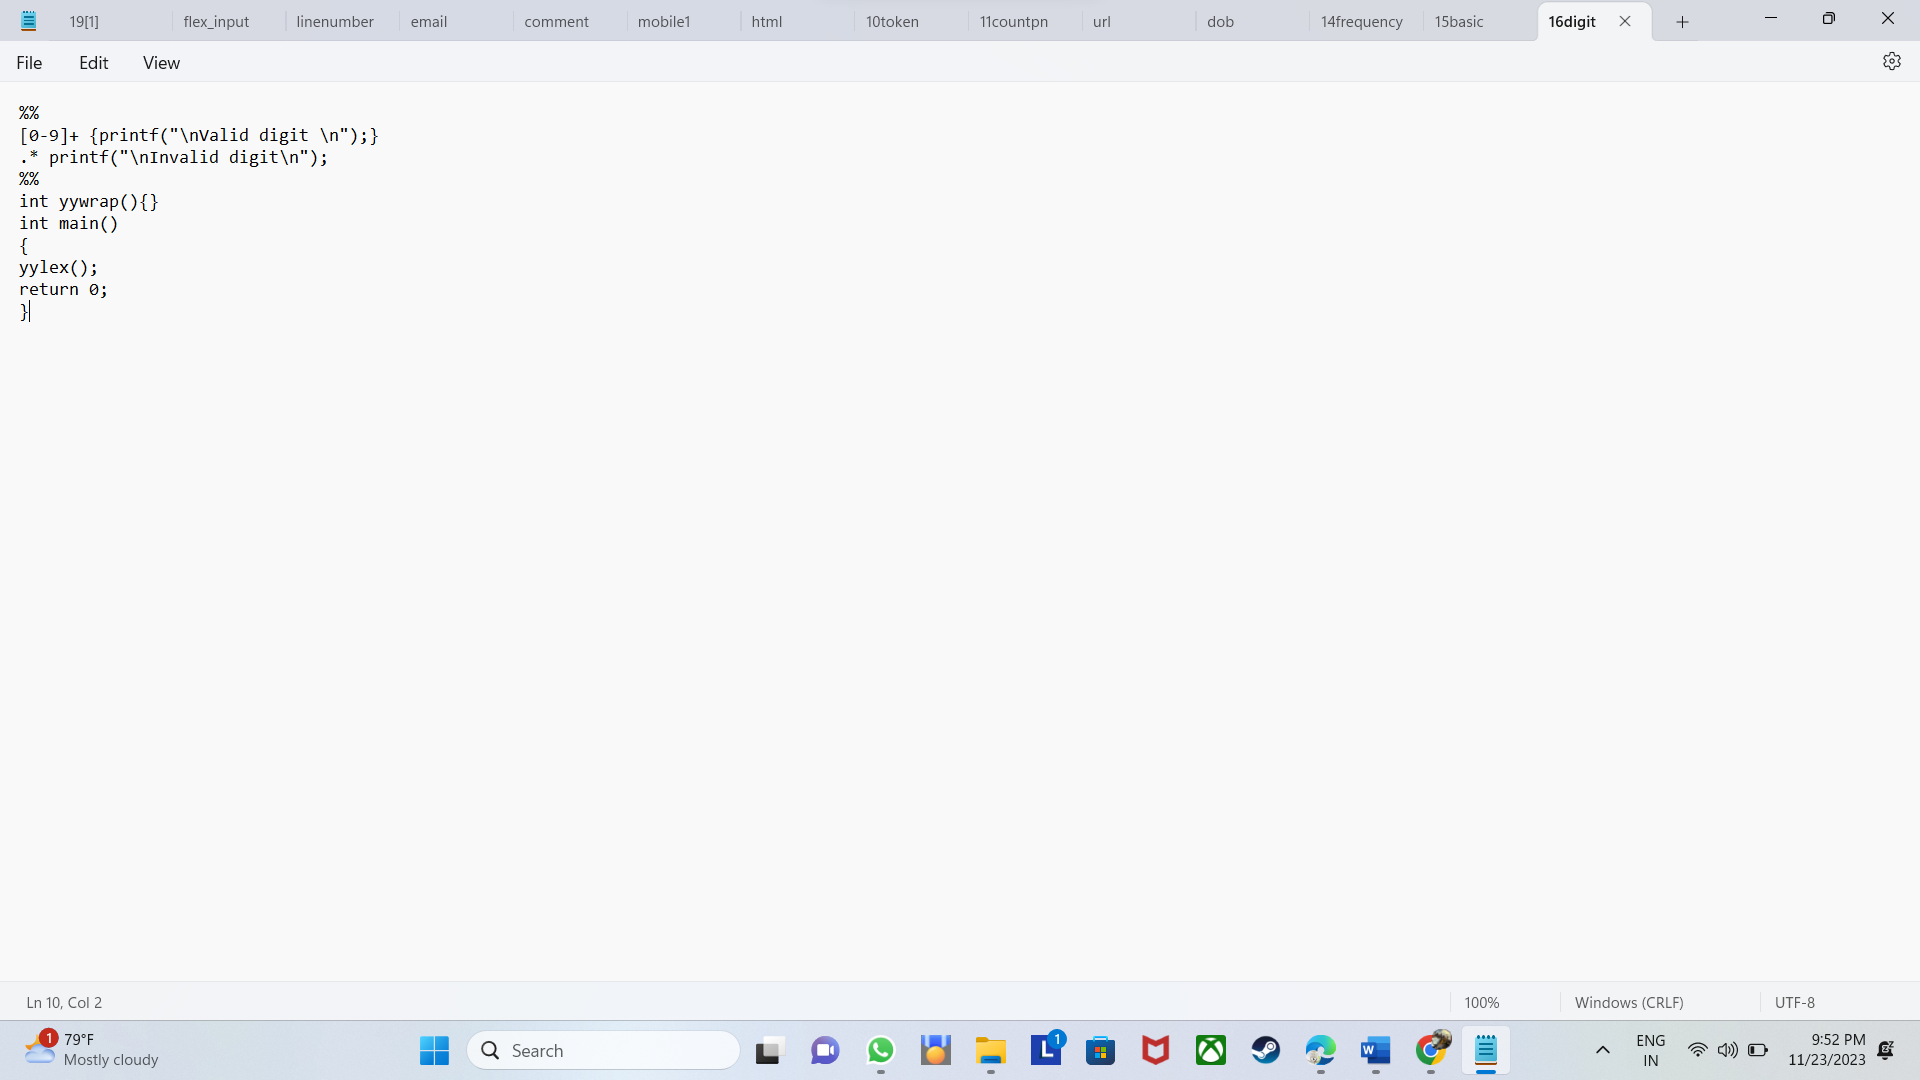 19[1] flex_input linenumber email comment mobile1 html 10token 11countpn url dob 14frequency 15basic 16digit
File Edit View
%%
[0-9]+ {printf("\nValid digit \n");}
.* printf("\nInvalid digit\n");
%%
int yywrap(){}
int main()
{
yylex();
return 0;
}
Ln 10, Col 2 100% Windows (CRLF) UTF-8
1 79°F
Mostly cloudy
Search
L 1
W
ENG
IN
9:52 PM
11/23/2023